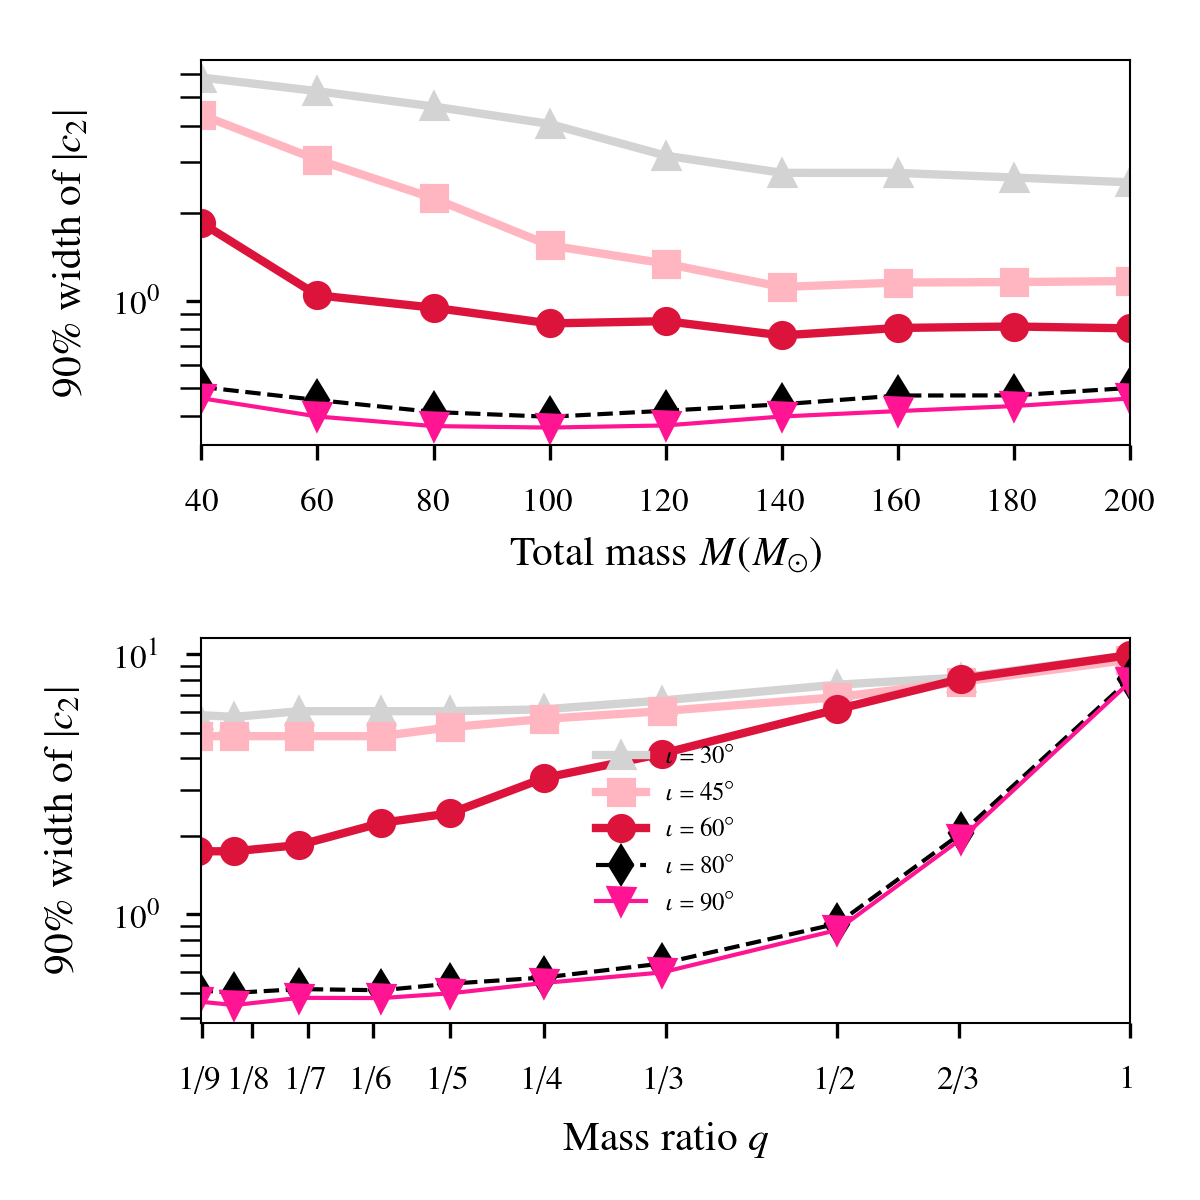 90% width of |c₂|
10⁰
40 60 80 100 120 140 160 180 200
Total mass M(M⊙)
90% width of |c₂|
10¹
10⁰
ι = 30°
ι = 45°
ι = 60°
ι = 80°
ι = 90°
1/9 1/8 1/7 1/6 1/5 1/4 1/3 1/2 2/3 1
Mass ratio q